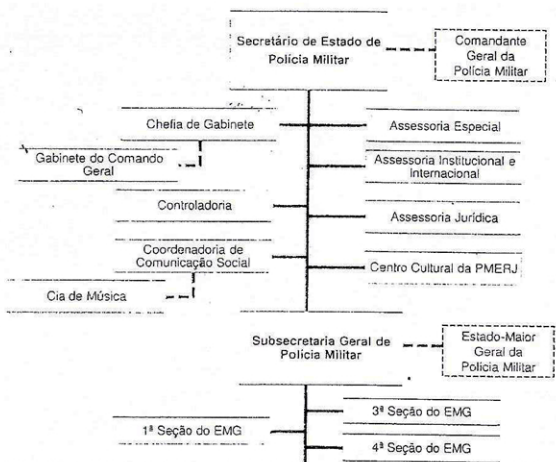 Secretário de Estado de
Polícia Militar
Comandante
Geral da
Polícia Militar
Chefia de Gabinete
Assessoria Especial
Gabinete do Comando
Geral
Assessoria Institucional e
Internacional
Controladoria
Assessoria Jurídica
Coordenadoria de
Comunicação Social
Centro Cultural da PMERJ
Cia de Música
Subsecretaria Geral de
Polícia Militar
Estado-Maior
Geral da
Polícia Militar
3ª Seção do EMG
1ª Seção do EMG
4ª Seção do EMG